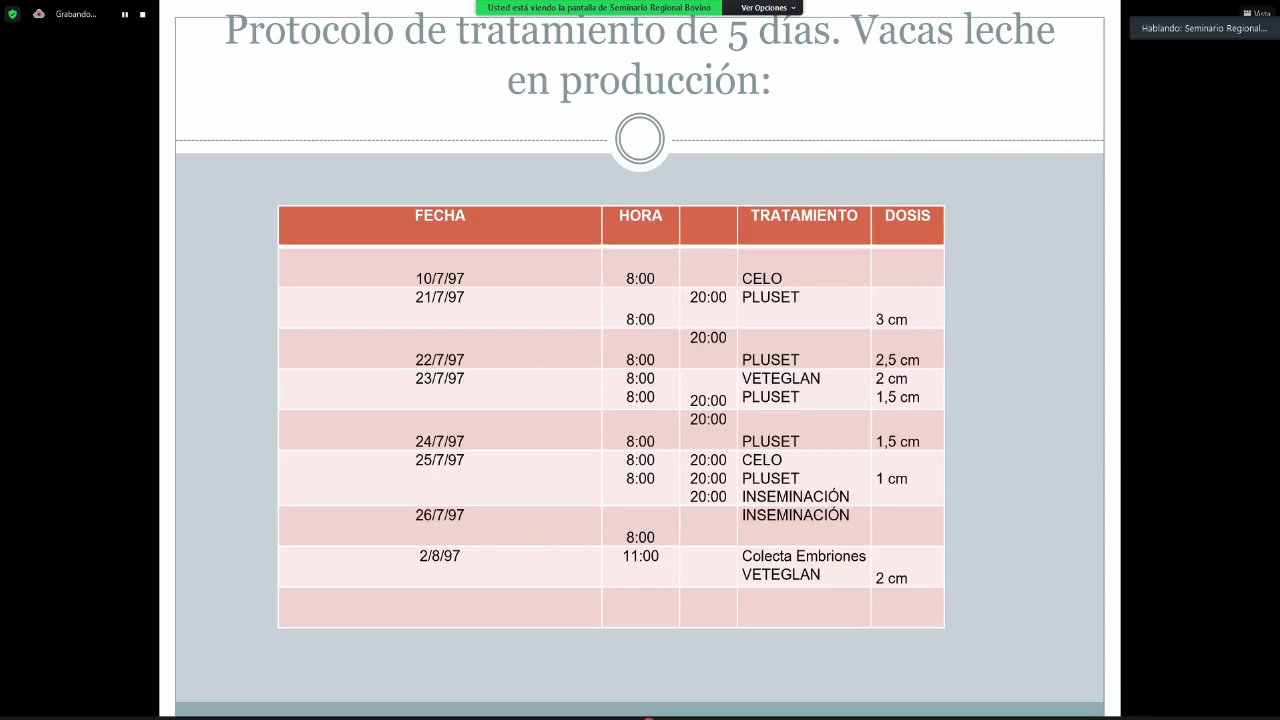 Grabando...
Usted está viendo la pantalla de Seminario Regional Bovino
Ver Opciones
Vista
Hablando: Seminario Regional...
Protocolo de tratamiento de 5 días. Vacas leche
en producción:
FECHA HORA TRATAMIENTO DOSIS
10/7/97 8:00 CELO
21/7/97 20:00 PLUSET
8:00 3 cm
20:00
22/7/97 8:00 PLUSET 2,5 cm
23/7/97 8:00 VETEGLAN 2 cm
8:00 20:00 PLUSET 1,5 cm
20:00
24/7/97 8:00 PLUSET 1,5 cm
25/7/97 8:00 20:00 CELO
8:00 20:00 PLUSET 1 cm
20:00 INSEMINACIÓN
26/7/97 INSEMINACIÓN
8:00
2/8/97 11:00 Colecta Embriones
VETEGLAN 2 cm